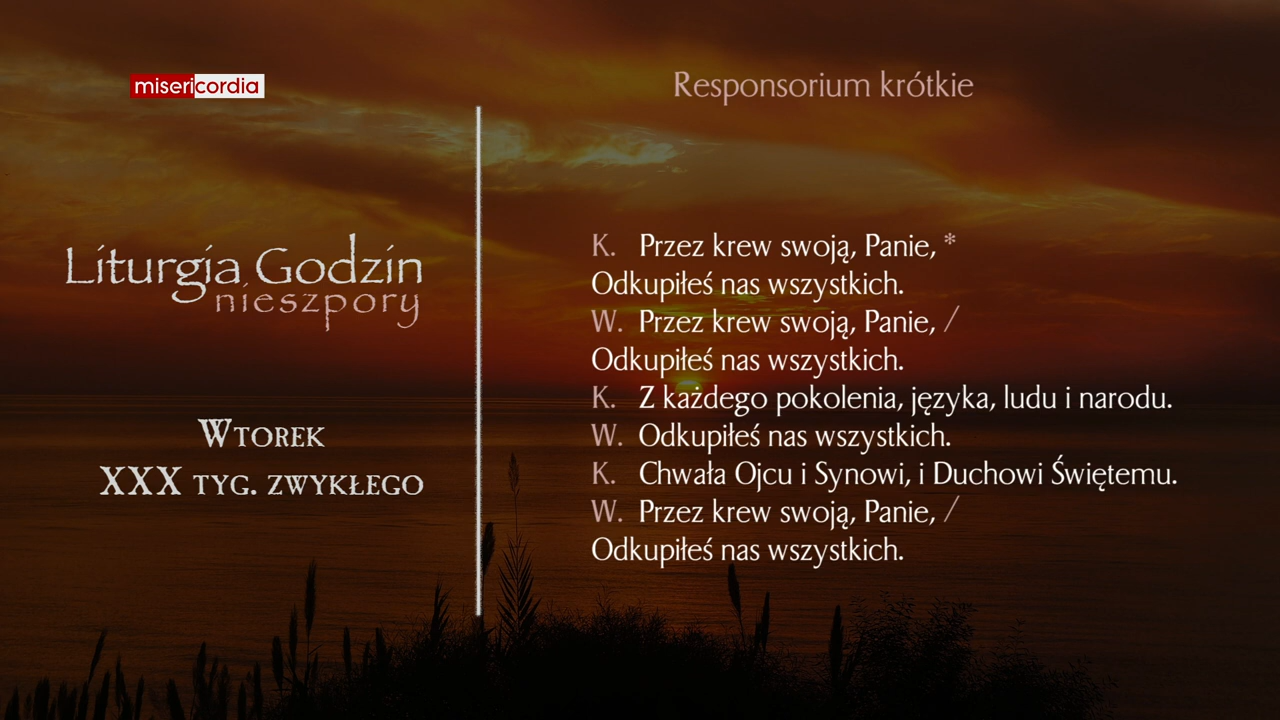 misericordia
Responsorium krótkie
Liturgia Godzin
nieszpory
Wtorek
XXX tyg. zwykłego
K. Przez krew swoją, Panie, *
Odkupiłeś nas wszystkich.
W. Przez krew swoją, Panie, /
Odkupiłeś nas wszystkich.
K. Z każdego pokolenia, języka, ludu i narodu.
W. Odkupiłeś nas wszystkich.
K. Chwała Ojcu i Synowi, i Duchowi Świętemu.
W. Przez krew swoją, Panie, /
Odkupiłeś nas wszystkich.